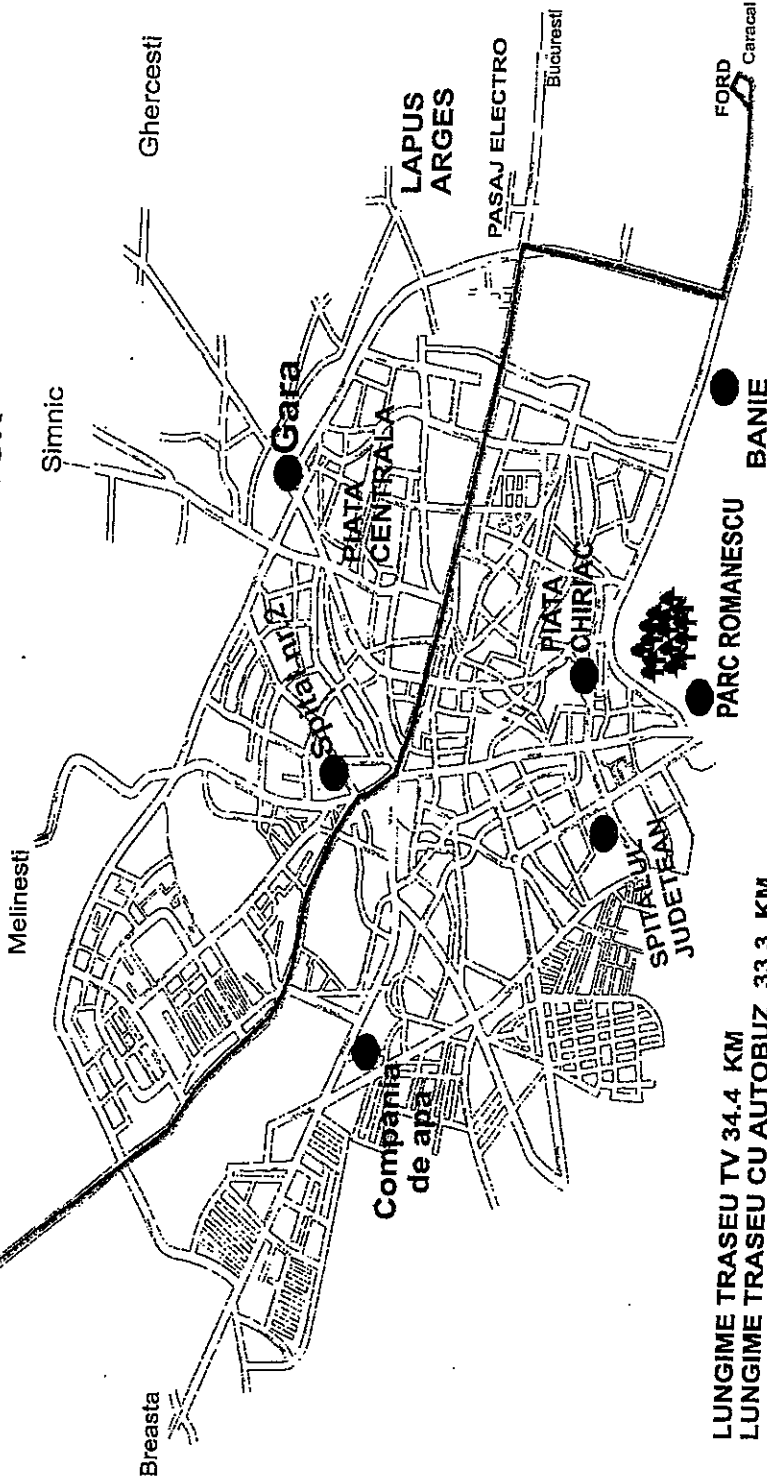 Ghercesti
Simnic
Melinesti
Breasta
LAPUS
ARGES
PASAJ ELECTRO
Bucuresti
FORD
Caracal
Gara
PIATA
CENTRALA
Spital nr.2
PIATA
CHIRIAC
BANIE
PARC ROMANESCU
SPITALUL
JUDETEAN
Compania
de apa
LUNGIME TRASEU TV 34.4 KM
LUNGIME TRASEU CU AUTOBUZ 33.3 KM